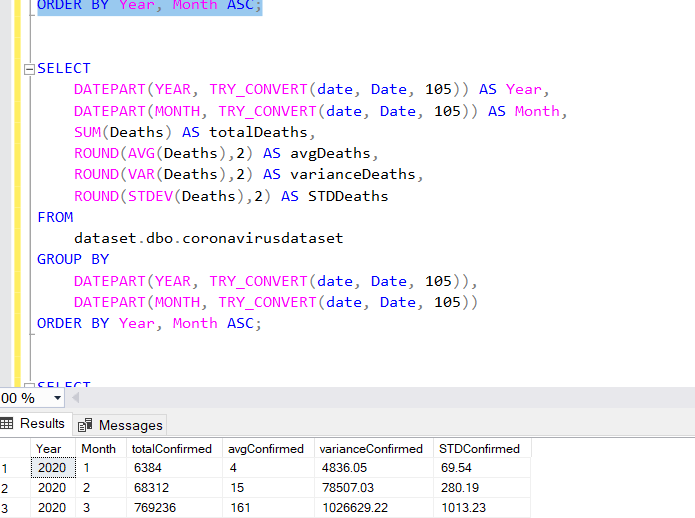 ORDER BY Year, Month ASC;
SELECT
DATEPART(YEAR, TRY_CONVERT(date, Date, 105)) AS Year,
DATEPART(MONTH, TRY_CONVERT(date, Date, 105)) AS Month,
SUM(Deaths) AS totalDeaths,
ROUND(AVG(Deaths),2) AS avgDeaths,
ROUND(VAR(Deaths),2) AS varianceDeaths,
ROUND(STDEV(Deaths),2) AS STDDeaths
FROM
dataset.dbo.coronavirusdataset
GROUP BY
DATEPART(YEAR, TRY_CONVERT(date, Date, 105)),
DATEPART(MONTH, TRY_CONVERT(date, Date, 105))
ORDER BY Year, Month ASC;
SELECT
00 %
Results Messages
Year Month totalConfirmed avgConfirmed varianceConfirmed STDConfirmed
1 2020 1 6384 4 4836.05 69.54
2 2020 2 68312 15 78507.03 280.19
3 2020 3 769236 161 1026629.22 1013.23